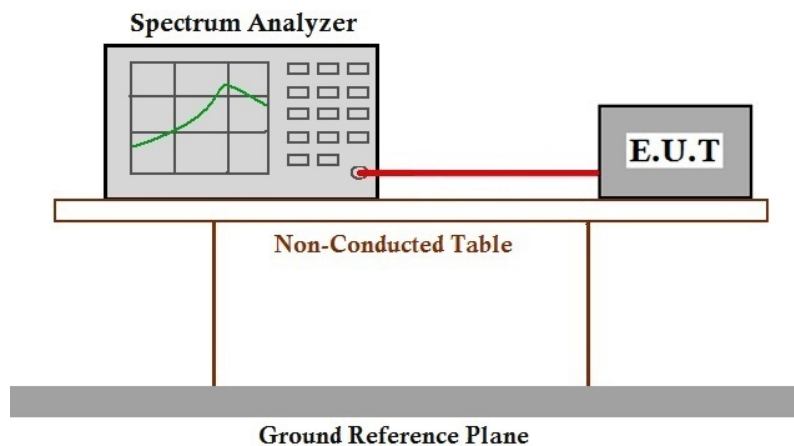 Spectrum Analyzer
E.U.T
Non-Conducted Table
Ground Reference Plane